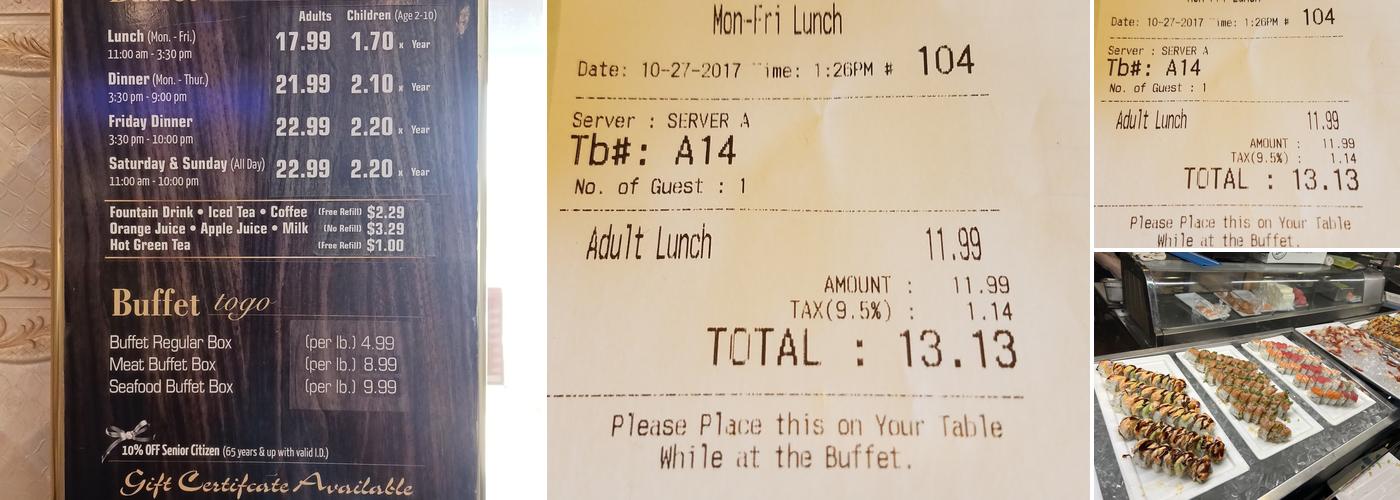 Adults Children (Age 2-10)
Lunch (Mon. - Fri.) 17.99 1.70 x Year
11:00 am - 3:30 pm
Dinner (Mon. - Thur.) 21.99 2.10 x Year
3:30 pm - 9:00 pm
Friday Dinner 22.99 2.20 x Year
3:30 pm - 10:00 pm
Saturday & Sunday (All Day) 22.99 2.20 x Year
11:00 am - 10:00 pm
Fountain Drink • Iced Tea • Coffee (Free Refill) $2.29
Orange Juice • Apple Juice • Milk (No Refill) $3.29
Hot Green Tea (Free Refill) $1.00
Buffet togo
Buffet Regular Box (per lb.) 4.99
Meat Buffet Box (per lb.) 8.99
Seafood Buffet Box (per lb.) 9.99
10% OFF Senior Citizen (65 years & up with valid I.D.)
Gift Certifcate Available
Mon-Fri Lunch
Date: 10-27-2017 ime: 1:26PM # 104
Server : SERVER A
Tb#: A14
No. of Guest : 1
Adult Lunch 11.99
AMOUNT : 11.99
TAX(9.5%) : 1.14
TOTAL : 13.13
Please Place this on Your Table
While at the Buffet.
Date: 10-27-2017 ime: 1:26PM # 104
Server : SERVER A
Tb#: A14
No. of Guest : 1
Adult Lunch 11.99
AMOUNT : 11.99
TAX(9.5%) : 1.14
TOTAL : 13.13
Please Place this on Your Table
While at the Buffet.